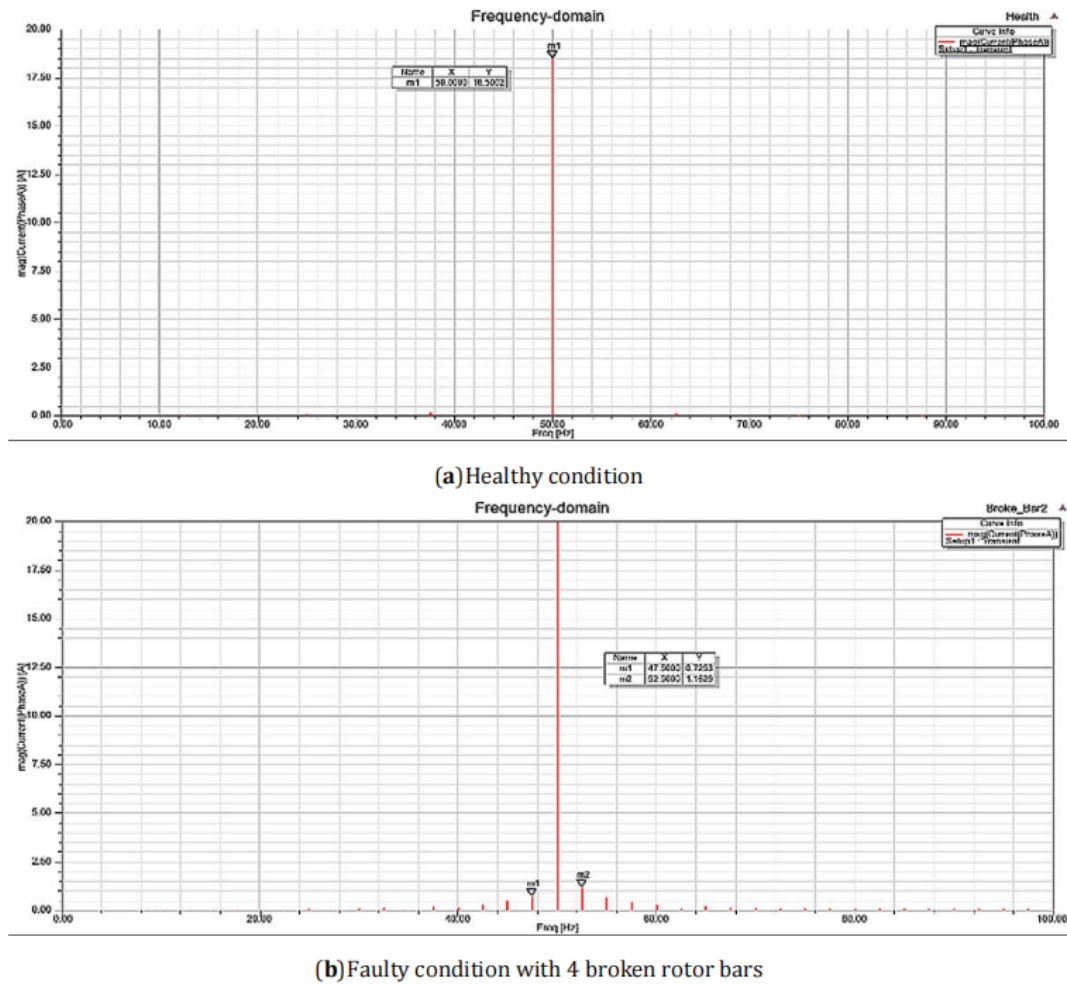 Frequency-domain
Health
Curve Info
mag(Current(PhaseA))
Setup1 : Transient
m1
Name X Y
m1 50.0000 18.5002
mag(Current(PhaseA)) [A]
20.00
17.50
15.00
12.50
10.00
7.50
5.00
2.50
0.00
0.00 10.00 20.00 30.00 40.00 50.00 60.00 70.00 80.00 90.00 100.00
Freq [Hz]
(a)Healthy condition
Frequency-domain
Broke_Bar2
Curve Info
mag(Current(PhaseA))
Setup1 : Transient
Name X Y
m1 47.5000 0.7253
m2 52.5000 1.1629
mag(Current(PhaseA)) [A]
20.00
17.50
15.00
12.50
10.00
7.50
5.00
2.50
0.00
m1 m2
0.00 20.00 40.00 60.00 80.00 100.00
Freq [Hz]
(b)Faulty condition with 4 broken rotor bars